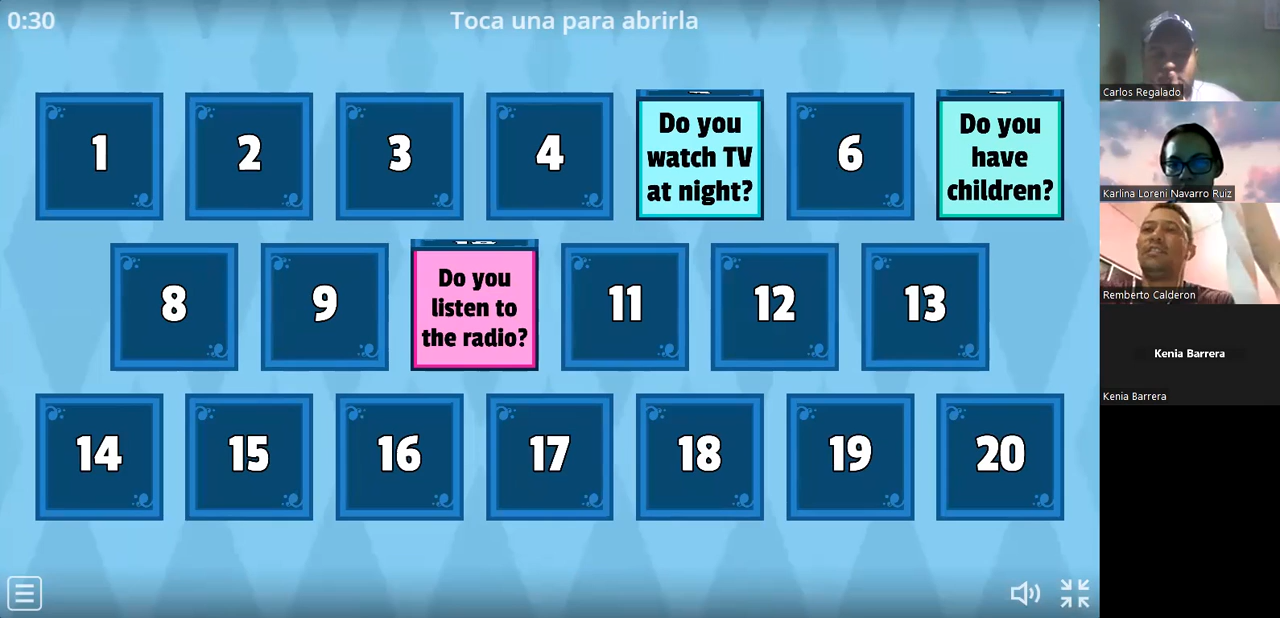 0:30
Toca una para abrirla
1
2
3
4
Do you
watch TV
at night?
6
Do you
have
children?
8
9
Do you
listen to
the radio?
11
12
13
14
15
16
17
18
19
20
Carlos Regalado
Karlina Loreni Navarro Ruiz
Remberto Calderon
Kenia Barrera
Kenia Barrera